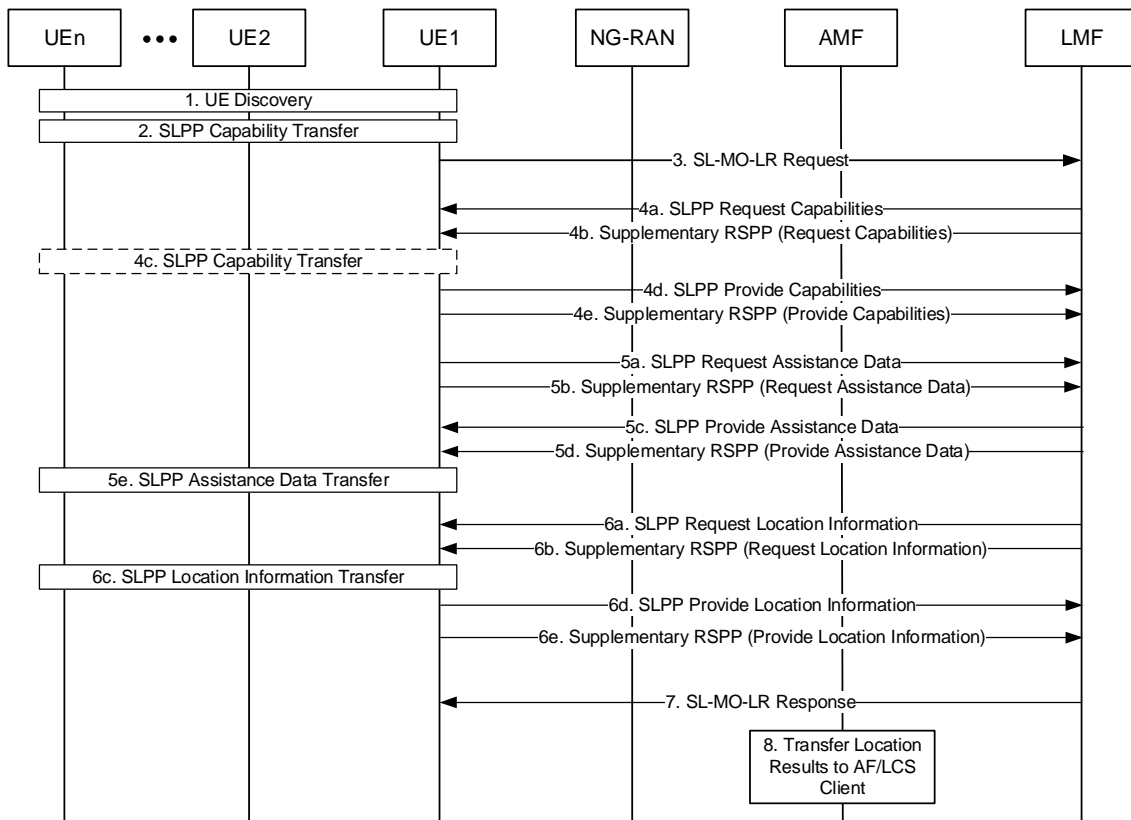 UEn
UE2
UE1
NG-RAN
AMF
LMF
1. UE Discovery
2. SLPP Capability Transfer
3. SL-MO-LR Request
4a. SLPP Request Capabilities
4b. Supplementary RSPP (Request Capabilities)
4c. SLPP Capability Transfer
4d. SLPP Provide Capabilities
4e. Supplementary RSPP (Provide Capabilities)
5a. SLPP Request Assistance Data
5b. Supplementary RSPP (Request Assistance Data)
5c. SLPP Provide Assistance Data
5d. Supplementary RSPP (Provide Assistance Data)
5e. SLPP Assistance Data Transfer
6a. SLPP Request Location Information
6b. Supplementary RSPP (Request Location Information)
6c. SLPP Location Information Transfer
6d. SLPP Provide Location Information
6e. Supplementary RSPP (Provide Location Information)
7. SL-MO-LR Response
8. Transfer Location
Results to AF/LCS
Client